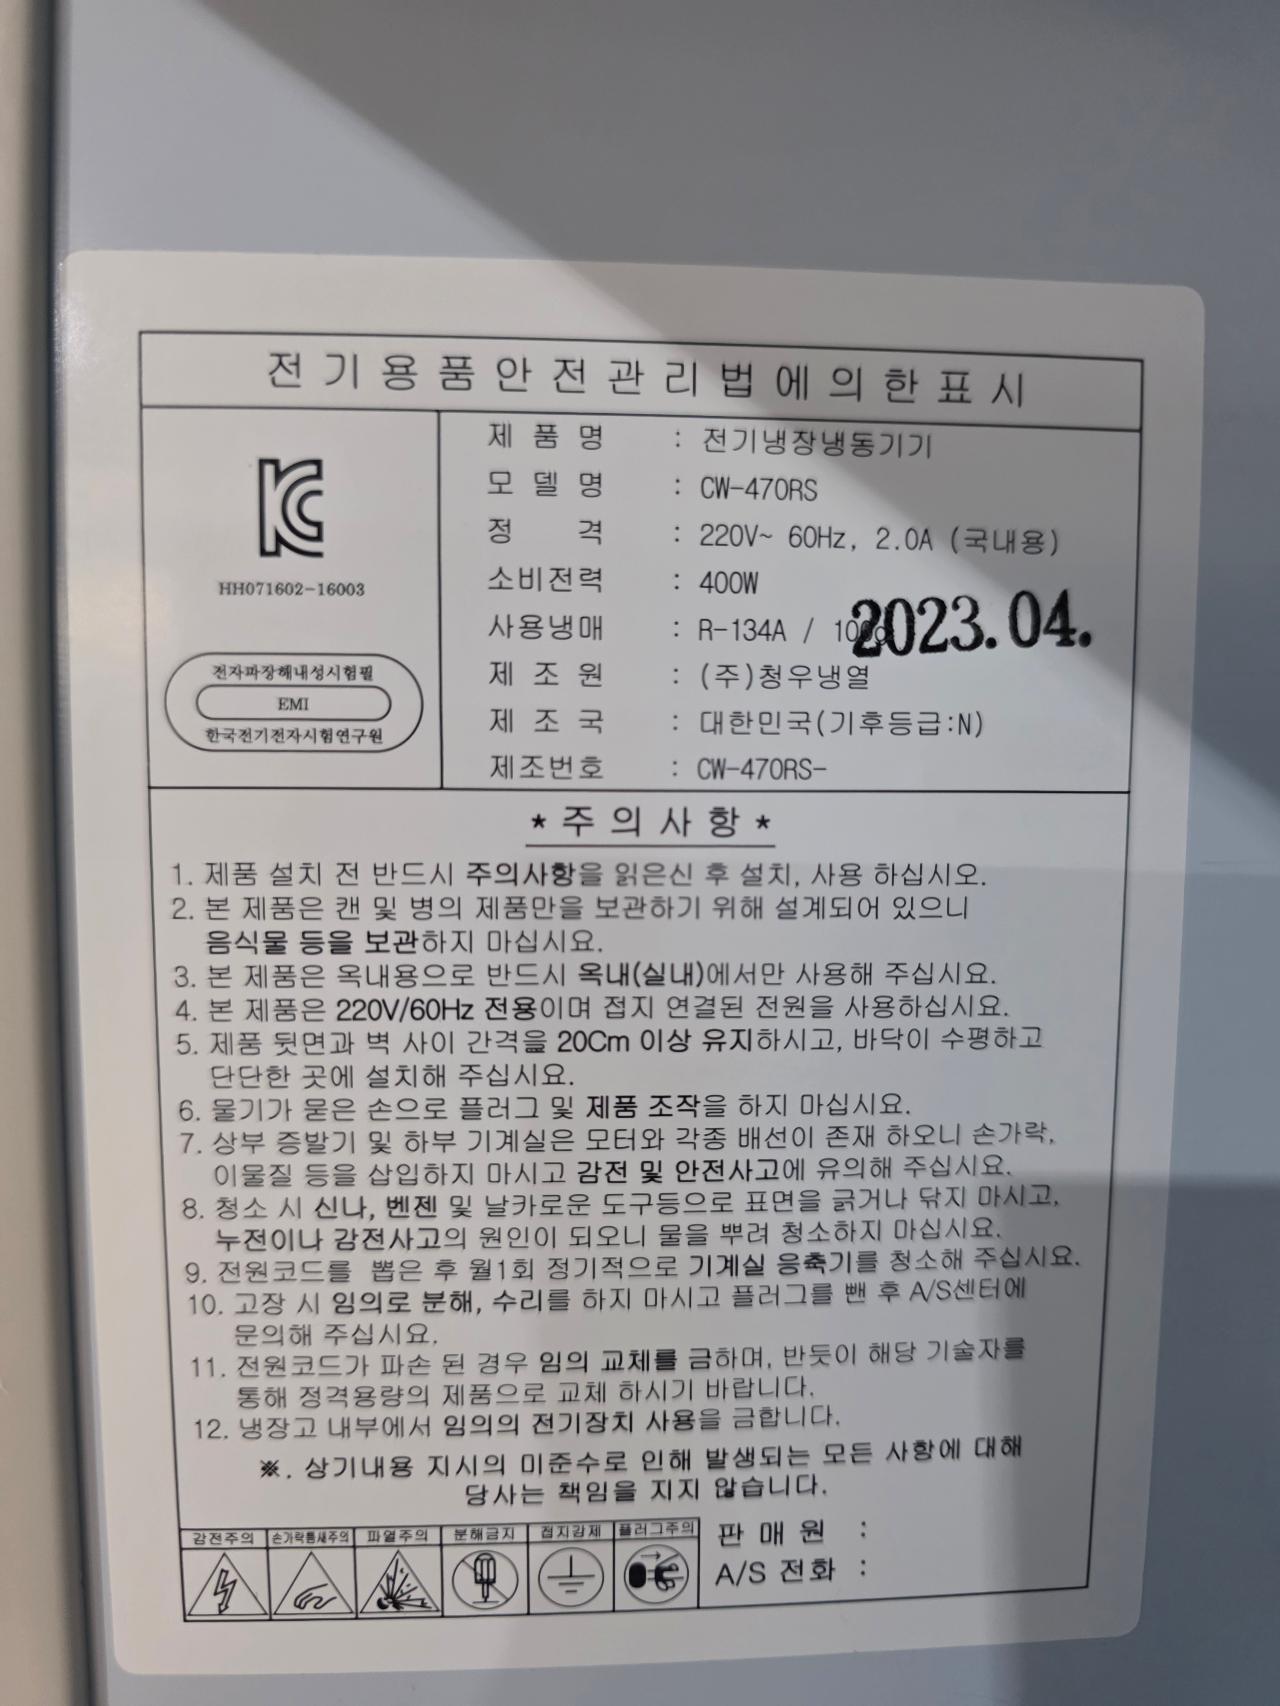 전기용품안전관리법에의한표시
KC
HH071602-16003
전자파장해내성시험필
EMI
한국전기전자시험연구원
제 품 명 : 전기냉장냉동기기
모 델 명 : CW-470RS
정 격 : 220V~ 60Hz, 2.0A (국내용)
소비전력 : 400W
사용냉매 : R-134A /
2023.04.
제 조 원 : (주)청우냉열
제 조 국 : 대한민국(기후등급:N)
제조번호 : CW-470RS-
* 주 의 사 항 *
1. 제품 설치 전 반드시 주의사항을 읽은신 후 설치, 사용 하십시오.
2. 본 제품은 캔 및 병의 제품만을 보관하기 위해 설계되어 있으니
음식물 등을 보관하지 마십시요.
3. 본 제품은 옥내용으로 반드시 옥내(실내)에서만 사용해 주십시요.
4. 본 제품은 220V/60Hz 전용이며 접지 연결된 전원을 사용하십시요.
5. 제품 뒷면과 벽 사이 간격을 20Cm 이상 유지하시고, 바닥이 수평하고
단단한 곳에 설치해 주십시요.
6. 물기가 묻은 손으로 플러그 및 제품 조작을 하지 마십시요.
7. 상부 증발기 및 하부 기계실은 모터와 각종 배선이 존재 하오니 손가락,
이물질 등을 삽입하지 마시고 감전 및 안전사고에 유의해 주십시요.
8. 청소 시 신나, 벤젠 및 날카로운 도구등으로 표면을 긁거나 닦지 마시고,
누전이나 감전사고의 원인이 되오니 물을 뿌려 청소하지 마십시요.
9. 전원코드를 뽑은 후 월1회 정기적으로 기계실 응축기를 청소해 주십시요.
10. 고장 시 임의로 분해, 수리를 하지 마시고 플러그를 뺀 후 A/S센터에
문의해 주십시요.
11. 전원코드가 파손 된 경우 임의 교체를 금하며, 반듯이 해당 기술자를
통해 정격용량의 제품으로 교체 하시기 바랍니다.
12. 냉장고 내부에서 임의의 전기장치 사용을 금합니다.
※. 상기내용 지시의 미준수로 인해 발생되는 모든 사항에 대해
당사는 책임을 지지 않습니다.
감전주의 손가락틈새주의 파열주의 분해금지 접지강제 플러그주의
판 매 원 :
A/S 전화 :